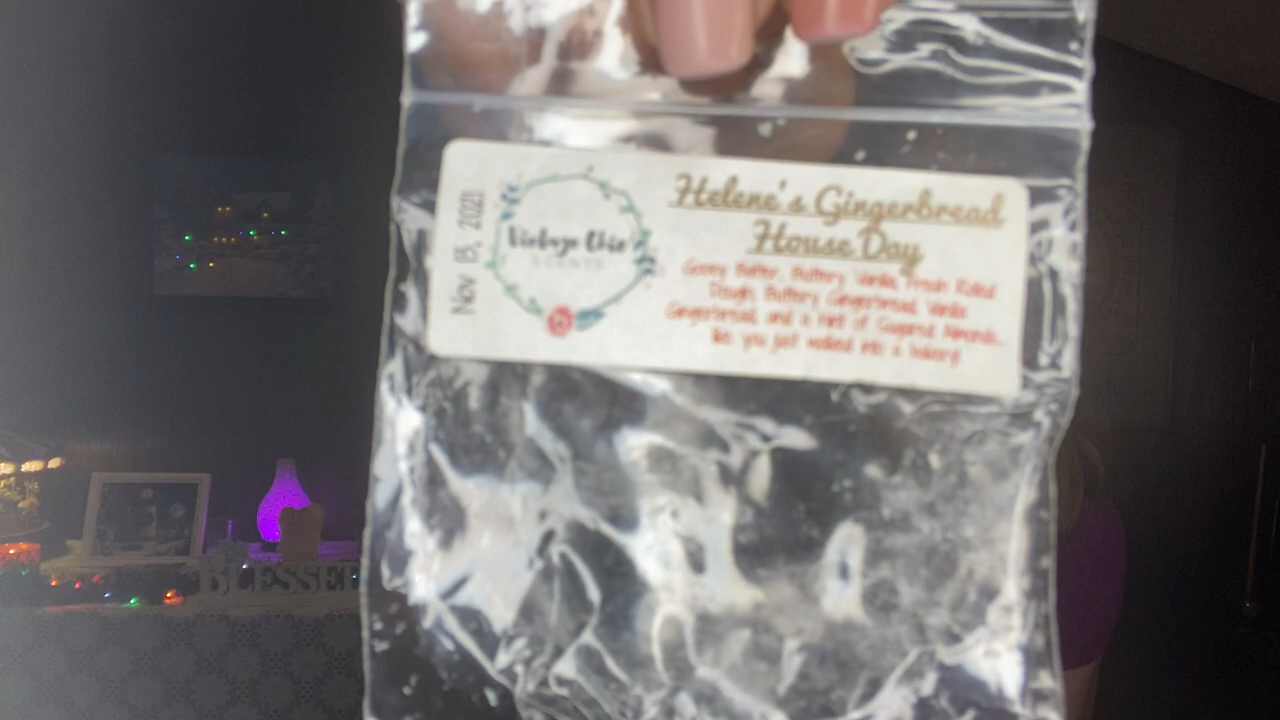 Nov 15, 2021
Vintage Chic
SCENTS
Helene's Gingerbread
House Day
Gooey Butter, Buttery Vanilla, Fresh Rolled
Dough, Buttery Gingerbread, Vanilla
Gingerbread, and a hint of Sugared Almonds...
like you just walked into a bakery!
BLESSED